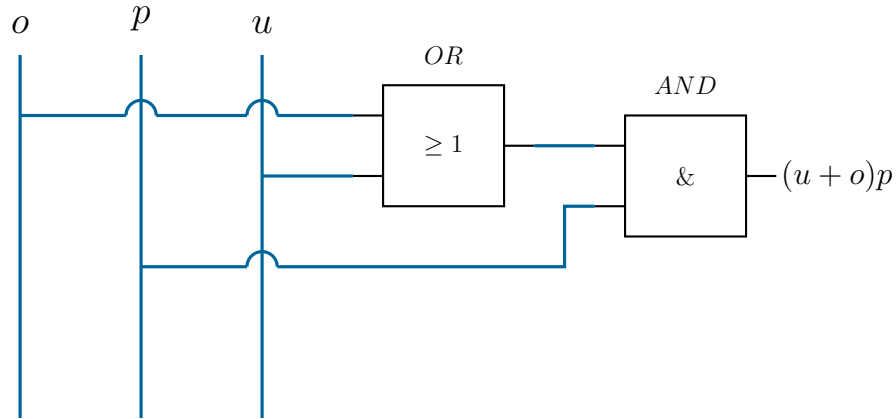 o p u
OR
≥ 1
AND
&
(u + o)p